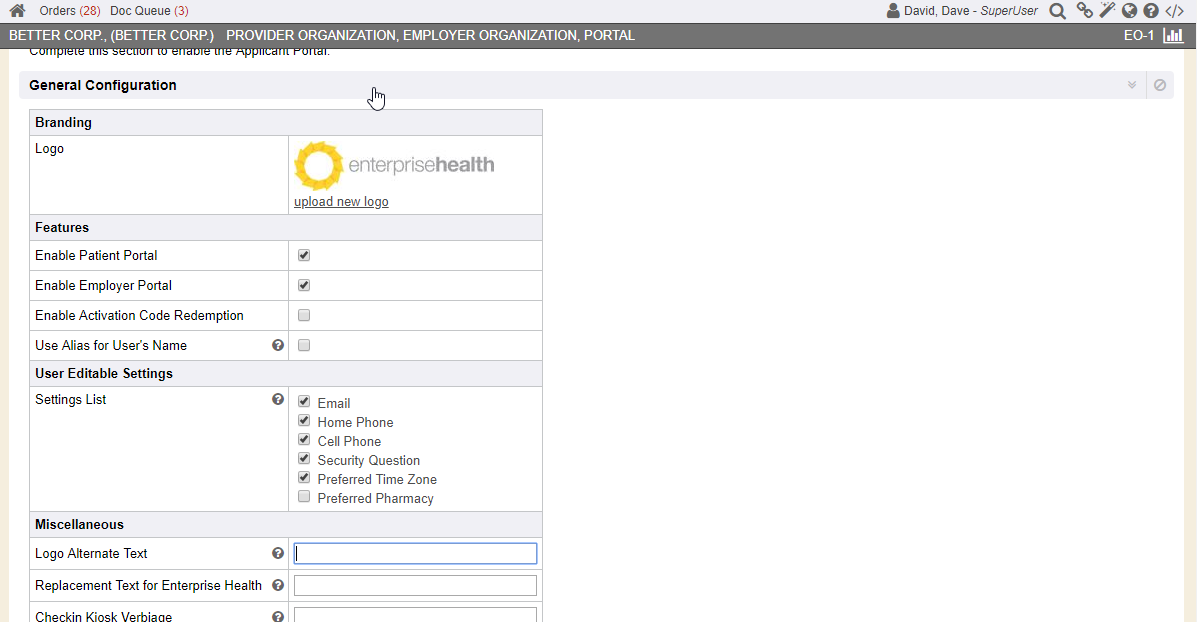 Orders (28) Doc Queue (3) David, Dave - SuperUser
BETTER CORP., (BETTER CORP.) PROVIDER ORGANIZATION, EMPLOYER ORGANIZATION, PORTAL EO-1
Complete this section to enable the Applicant Portal.
General Configuration
Branding
Logo
enterprisehealth
upload new logo
Features
Enable Patient Portal
Enable Employer Portal
Enable Activation Code Redemption
Use Alias for User's Name
User Editable Settings
Settings List
Email
Home Phone
Cell Phone
Security Question
Preferred Time Zone
Preferred Pharmacy
Miscellaneous
Logo Alternate Text
Replacement Text for Enterprise Health
Checkin Kiosk Verbiage